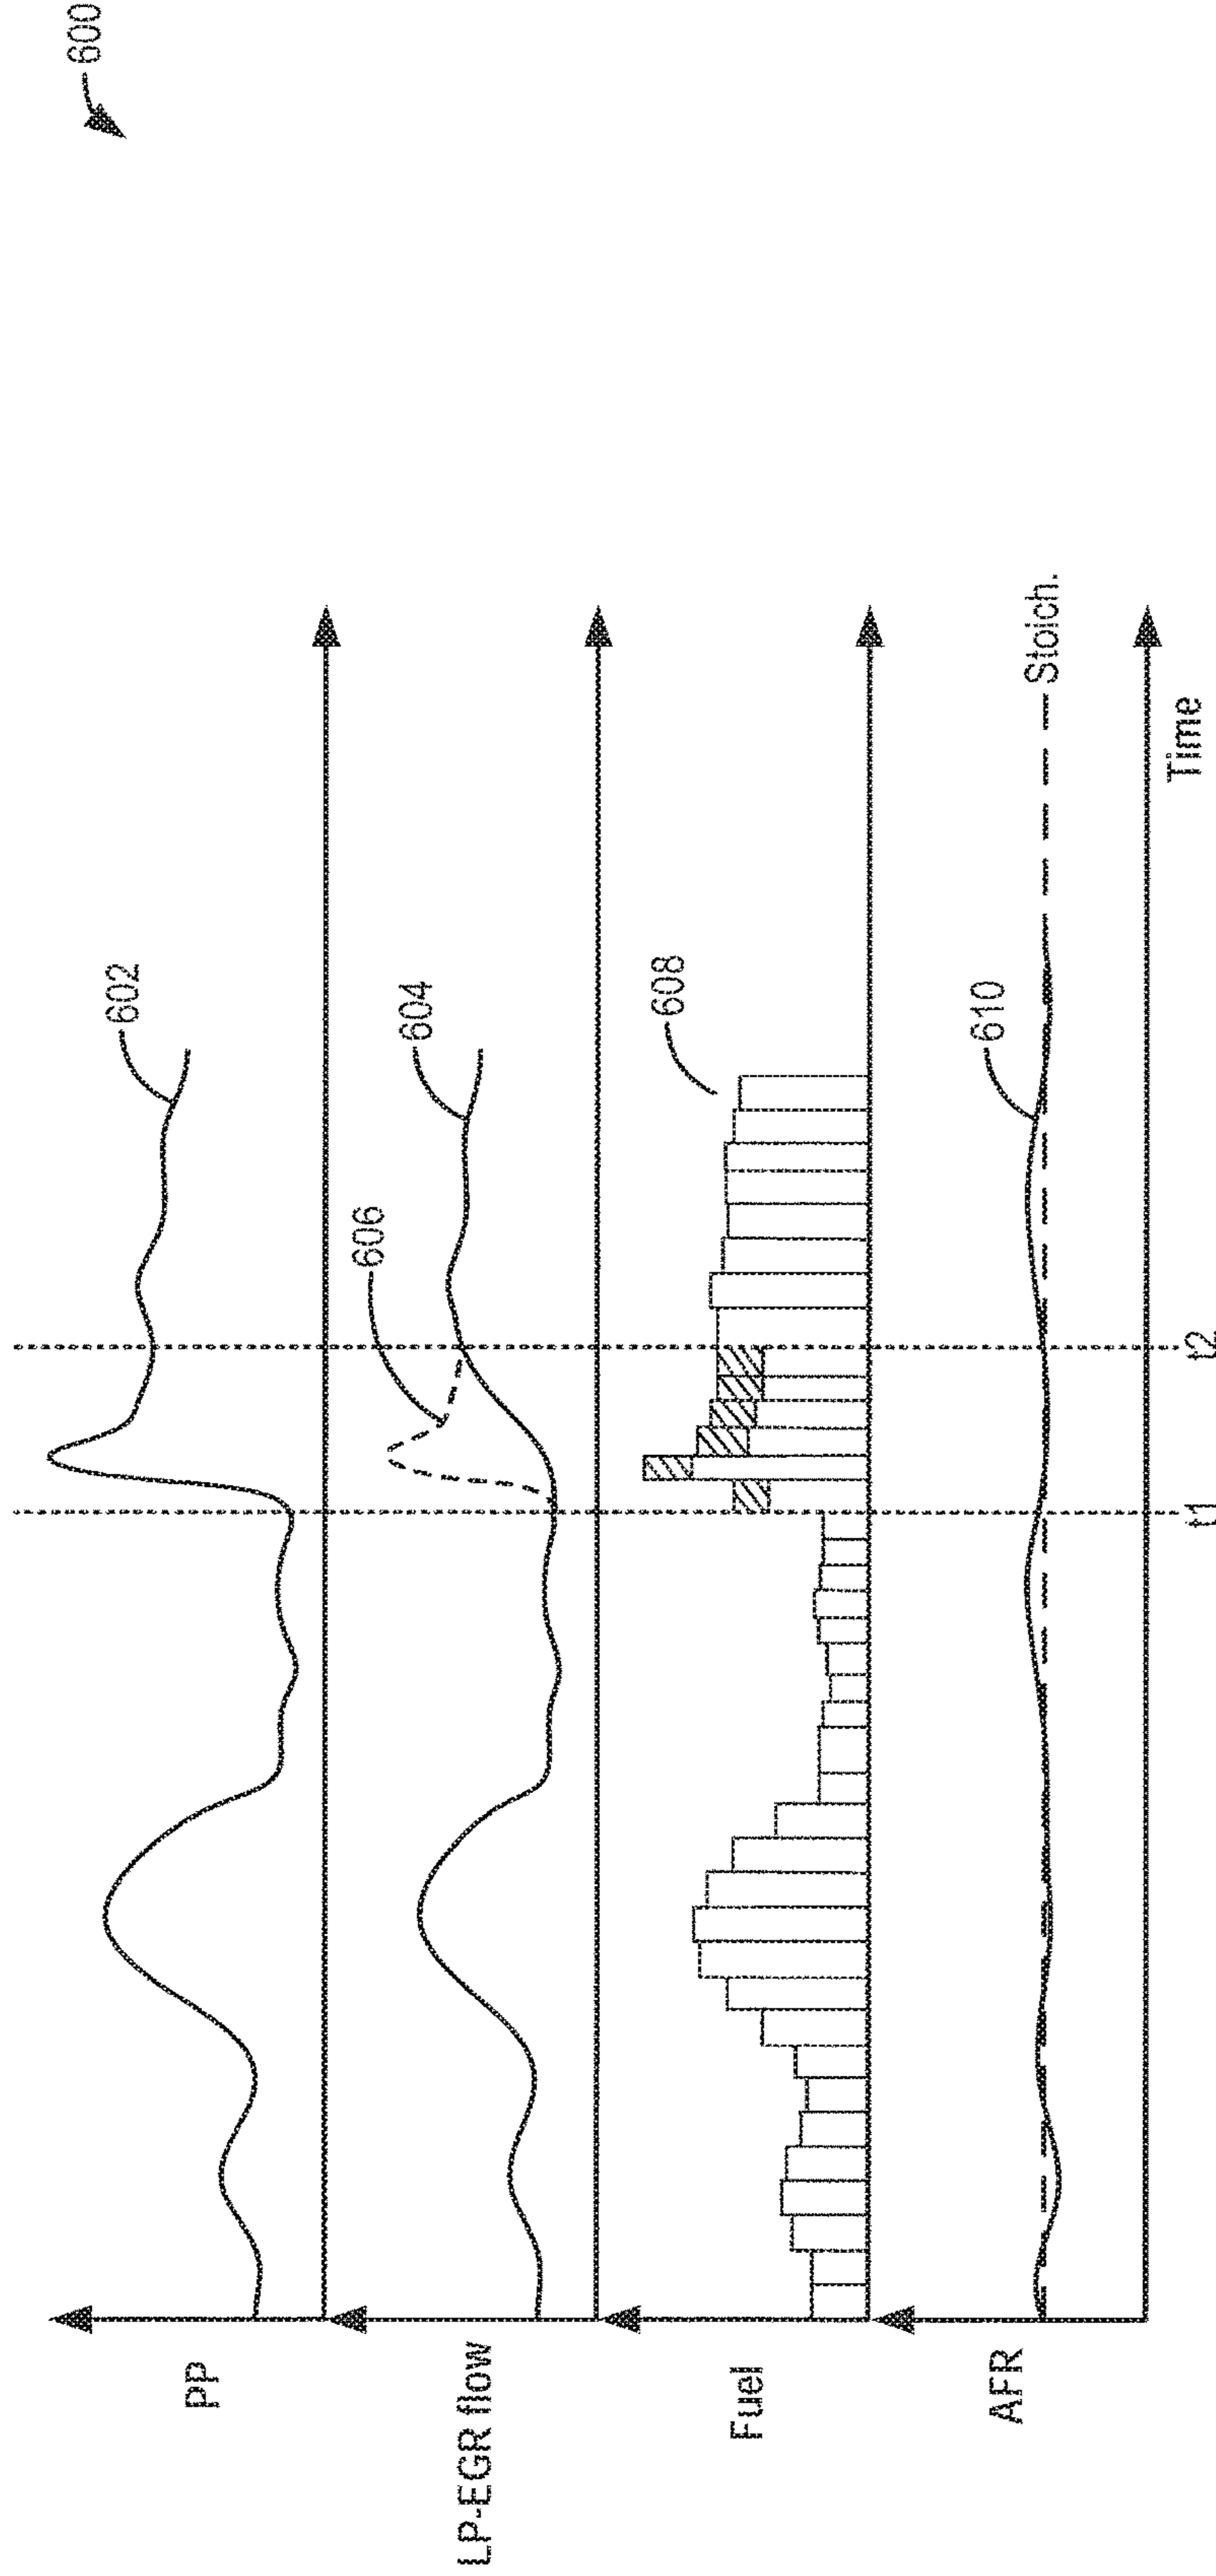 600
PP
602
LP-EGR flow
606
604
Fuel
608
AFR
610
Stoich.
t1
t2
Time